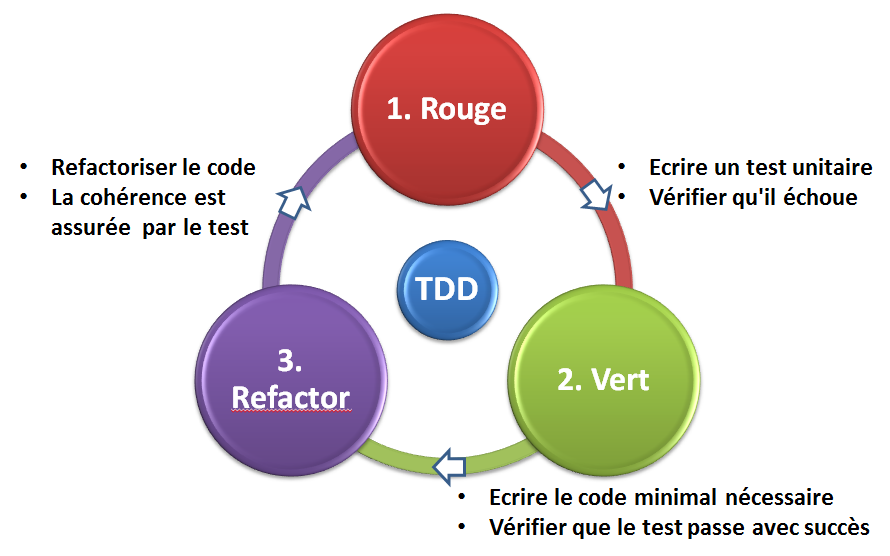 1. Rouge
• Ecrire un test unitaire
• Vérifier qu'il échoue
• Refactoriser le code
• La cohérence est
assurée par le test
TDD
3.
Refactor
2. Vert
• Ecrire le code minimal nécessaire
• Vérifier que le test passe avec succès